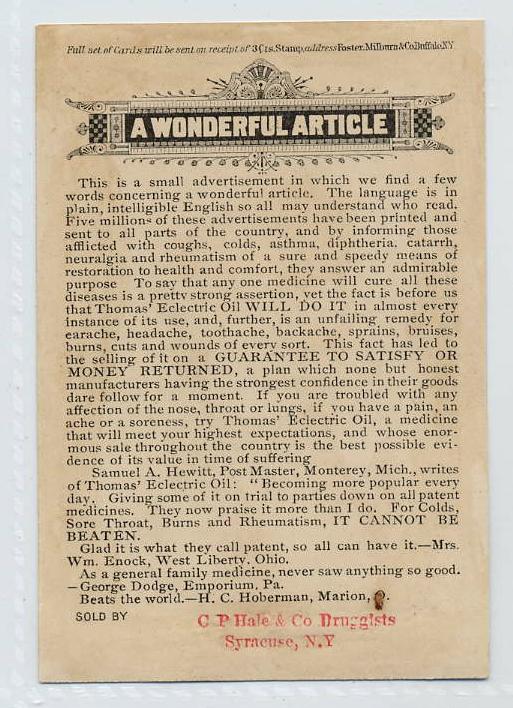 Full set of Cards will be sent on receipt of 3 Cts. Stamp, address Foster, Milburn & Co Buffalo N.Y
A WONDERFUL ARTICLE
This is a small advertisement in which we find a few
words concerning a wonderful article. The language is in
plain, intelligible English so all may understand who read.
Five millions of these advertisements have been printed and
sent to all parts of the country, and by informing those
afflicted with coughs, colds, asthma, diphtheria, catarrh,
neuralgia and rheumatism of a sure and speedy means of
restoration to health and comfort, they answer an admirable
purpose To say that any one medicine will cure all these
diseases is a pretty strong assertion, yet the fact is before us
that Thomas' Eclectric Oil WILL DO IT in almost every
instance of its use, and, further, is an unfailing remedy for
earache, headache, toothache, backache, sprains, bruises,
burns, cuts and wounds of every sort. This fact has led to
the selling of it on a GUARANTEE TO SATISFY OR
MONEY RETURNED, a plan which none but honest
manufacturers having the strongest confidence in their goods
dare follow for a moment. If you are troubled with any
affection of the nose, throat or lungs, if you have a pain, an
ache or a soreness, try Thomas' Eclectric Oil, a medicine
that will meet your highest expectations, and whose enor-
mous sale throughout the country is the best possible evi-
dence of its value in time of suffering
Samuel A. Hewitt, Post Master, Monterey, Mich., writes
of Thomas' Eclectric Oil: "Becoming more popular every
day. Giving some of it on trial to parties down on all patent
medicines. They now praise it more than I do. For Colds,
Sore Throat, Burns and Rheumatism, IT CANNOT BE
BEATEN.
Glad it is what they call patent, so all can have it.—Mrs.
Wm. Enock, West Liberty, Ohio.
As a general family medicine, never saw anything so good.
—George Dodge, Emporium, Pa.
Beats the world.—H. C. Hoberman, Marion,
SOLD BY
C P Hale & Co Druggists
Syracuse, N.Y